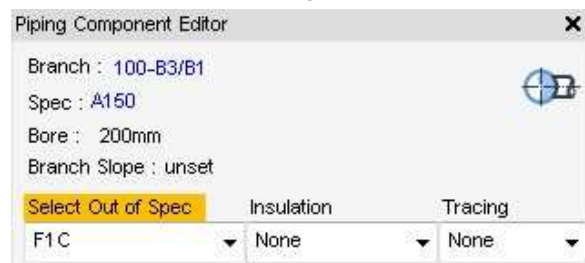 Piping Component Editor
Branch : 100-B3/B1
Spec : A150
Bore : 200mm
Branch Slope : unset
Select Out of Spec Insulation Tracing
F1C None None